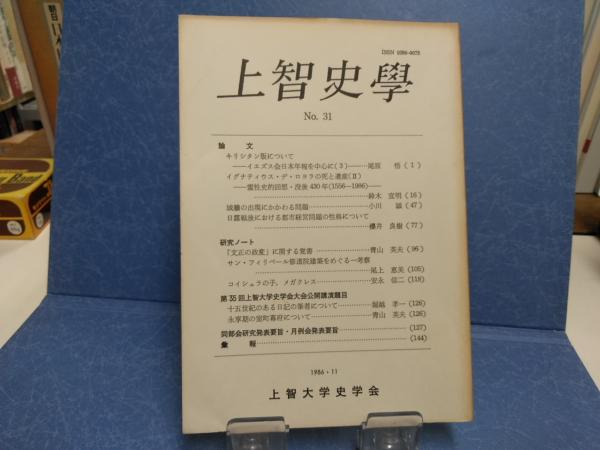 ISSN 0386-9075
上智史學
No. 31
論 文
キリシタン版について
——イエズス会日本年報を中心に(3)……尾原 悟(1)
イグナティウス・デ・ロヨラの死と遺産(II)
——霊性史的回想・没後430年(1556—1986)——
……鈴木 宣明(16)
城廓の出現にかかわる問題……小川 誠(47)
日露戦後における都市経営問題の性格について
……櫻井 良樹(77)
研究ノート
「文正の政変」に関する覚書……青山 英夫(96)
サン・フィリベール修道院建築をめぐる一考察
……尾上 恵美(105)
コイシュラの子，メガクレス……安永 信二(118)
第35回上智大学史学会大会公開講演題目
十五世紀のある日記の筆者について……堀越 孝一(126)
永享期の室町幕府について……青山 英夫(126)
同部会研究発表要旨・月例会発表要旨……(127)
彙 報……(144)
1986・11
上智大学史学会